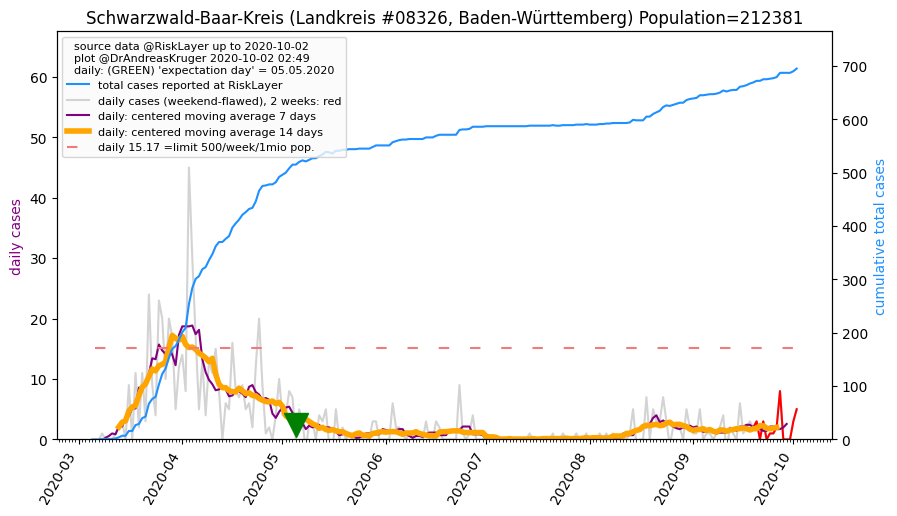 Schwarzwald-Baar-Kreis (Landkreis #08326, Baden-Württemberg) Population=212381
source data @RiskLayer up to 2020-10-02
plot @DrAndreasKruger 2020-10-02 02:49
daily: (GREEN) 'expectation day' = 05.05.2020
total cases reported at RiskLayer
daily cases (weekend-flawed), 2 weeks: red
daily: centered moving average 7 days
daily: centered moving average 14 days
daily 15.17 =limit 500/week/1mio pop.
daily cases
60
50
40
30
20
10
0
cumulative total cases
700
600
500
400
300
200
100
0
2020-03
2020-04
2020-05
2020-06
2020-07
2020-08
2020-09
2020-10